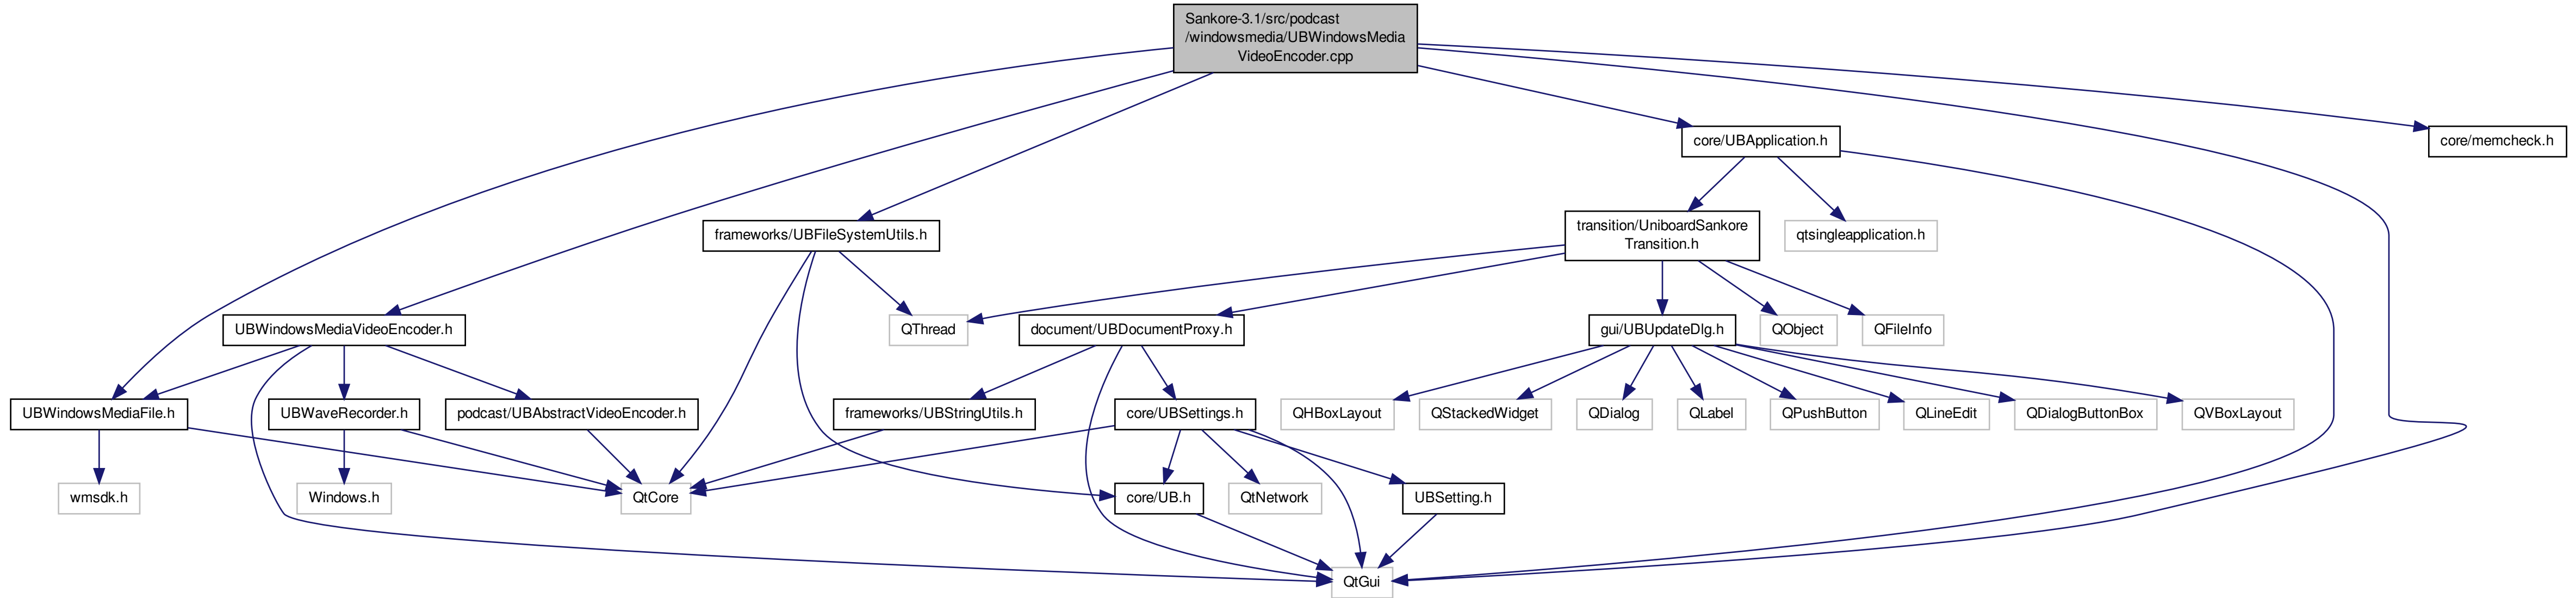 Sankore-3.1/src/podcast
/windowsmedia/UBWindowsMedia
VideoEncoder.cpp
core/UBApplication.h
core/memcheck.h
frameworks/UBFileSystemUtils.h
transition/UniboardSankore
Transition.h
qtsingleapplication.h
UBWindowsMediaVideoEncoder.h
QThread
document/UBDocumentProxy.h
gui/UBUpdateDlg.h
QObject
QFileInfo
UBWindowsMediaFile.h
UBWaveRecorder.h
podcast/UBAbstractVideoEncoder.h
frameworks/UBStringUtils.h
core/UBSettings.h
QHBoxLayout
QStackedWidget
QDialog
QLabel
QPushButton
QLineEdit
QDialogButtonBox
QVBoxLayout
wmsdk.h
Windows.h
QtCore
core/UB.h
QtNetwork
UBSetting.h
QtGui